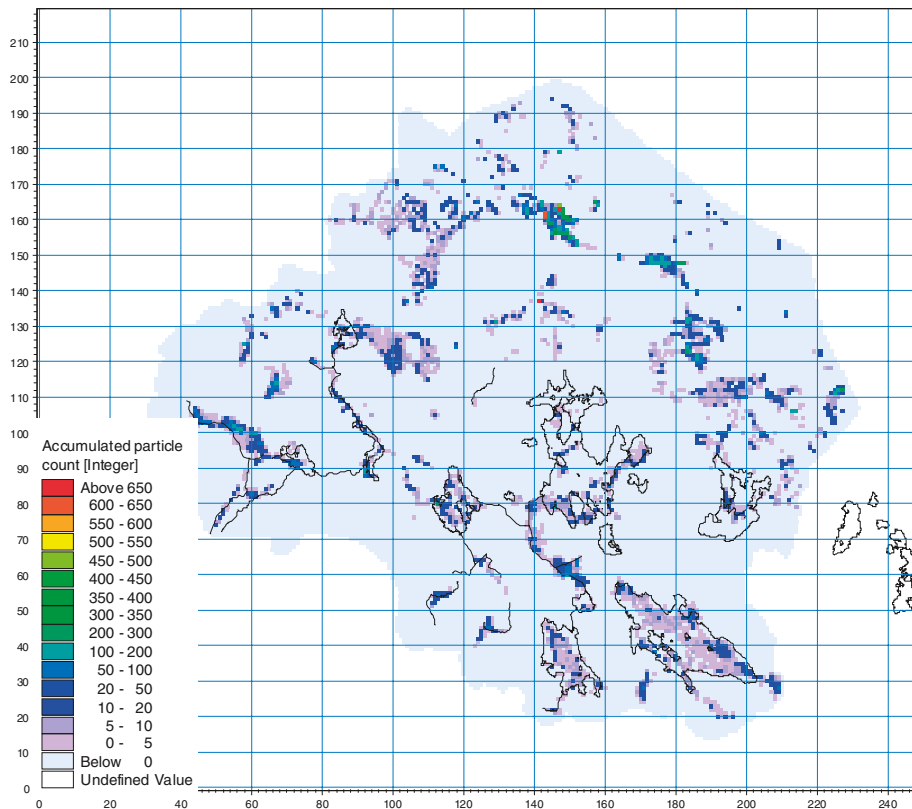 210
200
190
180
170
160
150
140
130
120
110
100
90
80
70
60
50
40
30
20
10
0
Accumulated particle
count [Integer]
Above 650
600 - 650
550 - 600
500 - 550
450 - 500
400 - 450
350 - 400
300 - 350
200 - 300
100 - 200
50 - 100
20 - 50
10 - 20
5 - 10
0 - 5
Below 0
Undefined Value
0 20 40 60 80 100 120 140 160 180 200 220 240